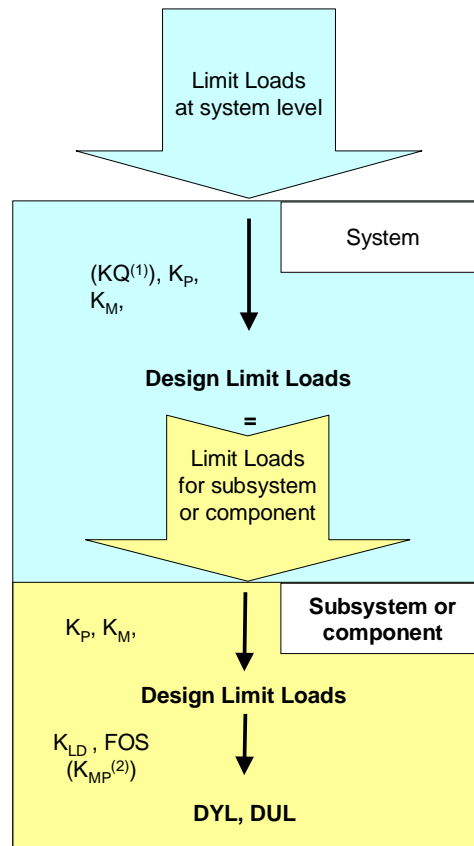 Limit Loads
at system level
System
(KQ(1)), KP,
KM,
Design Limit Loads
=
Limit Loads
for subsystem
or component
Subsystem or
component
KP, KM,
Design Limit Loads
KLD , FOS
(KMP(2))
DYL, DUL